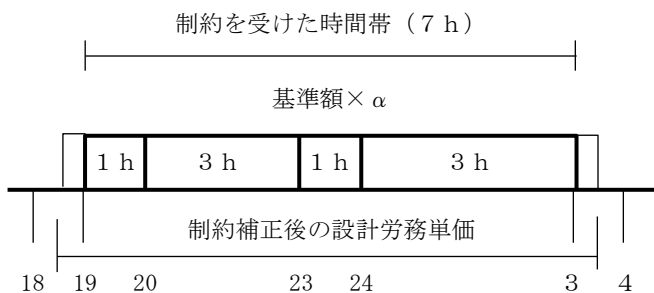 制約を受けた時間帯（７ｈ）
基準額×α
１ｈ ３ｈ １ｈ ３ｈ
制約補正後の設計労務単価
18 19 20 23 24 ３ ４